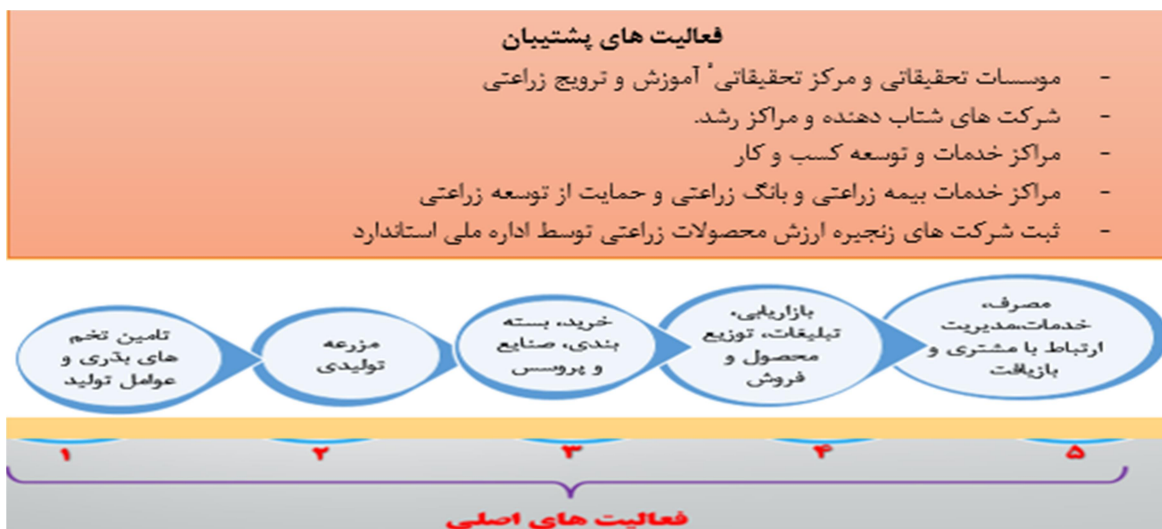 فعالیت های پشتیبان
- موسسات تحقیقاتی و مرکز تحقیقاتی ْ آموزش و ترویج زراعتی
- شرکت های شتاب دهنده و مراکز رشد.
- مراکز خدمات و توسعه کسب و کار
- مراکز خدمات بیمه زراعتی و بانگ زراعتی و حمایت از توسعه زراعتی
- ثبت شرکت های زنجیره ارزش محصولات زراعتی توسط اداره ملی استاندارد
تامین تخم
های بذری و
عوامل تولید
مزرعه
تولیدی
خرید، بسته
بندی، صنایع
و پروسس
بازاریابی،
تبلیغات، توزیع
محصول و
فروش
مصرف،
خدمات،مدیریت
ارتباط با مشتری و
بازیافت
۱
۲
۳
۴
۵
فعالیت های اصلی